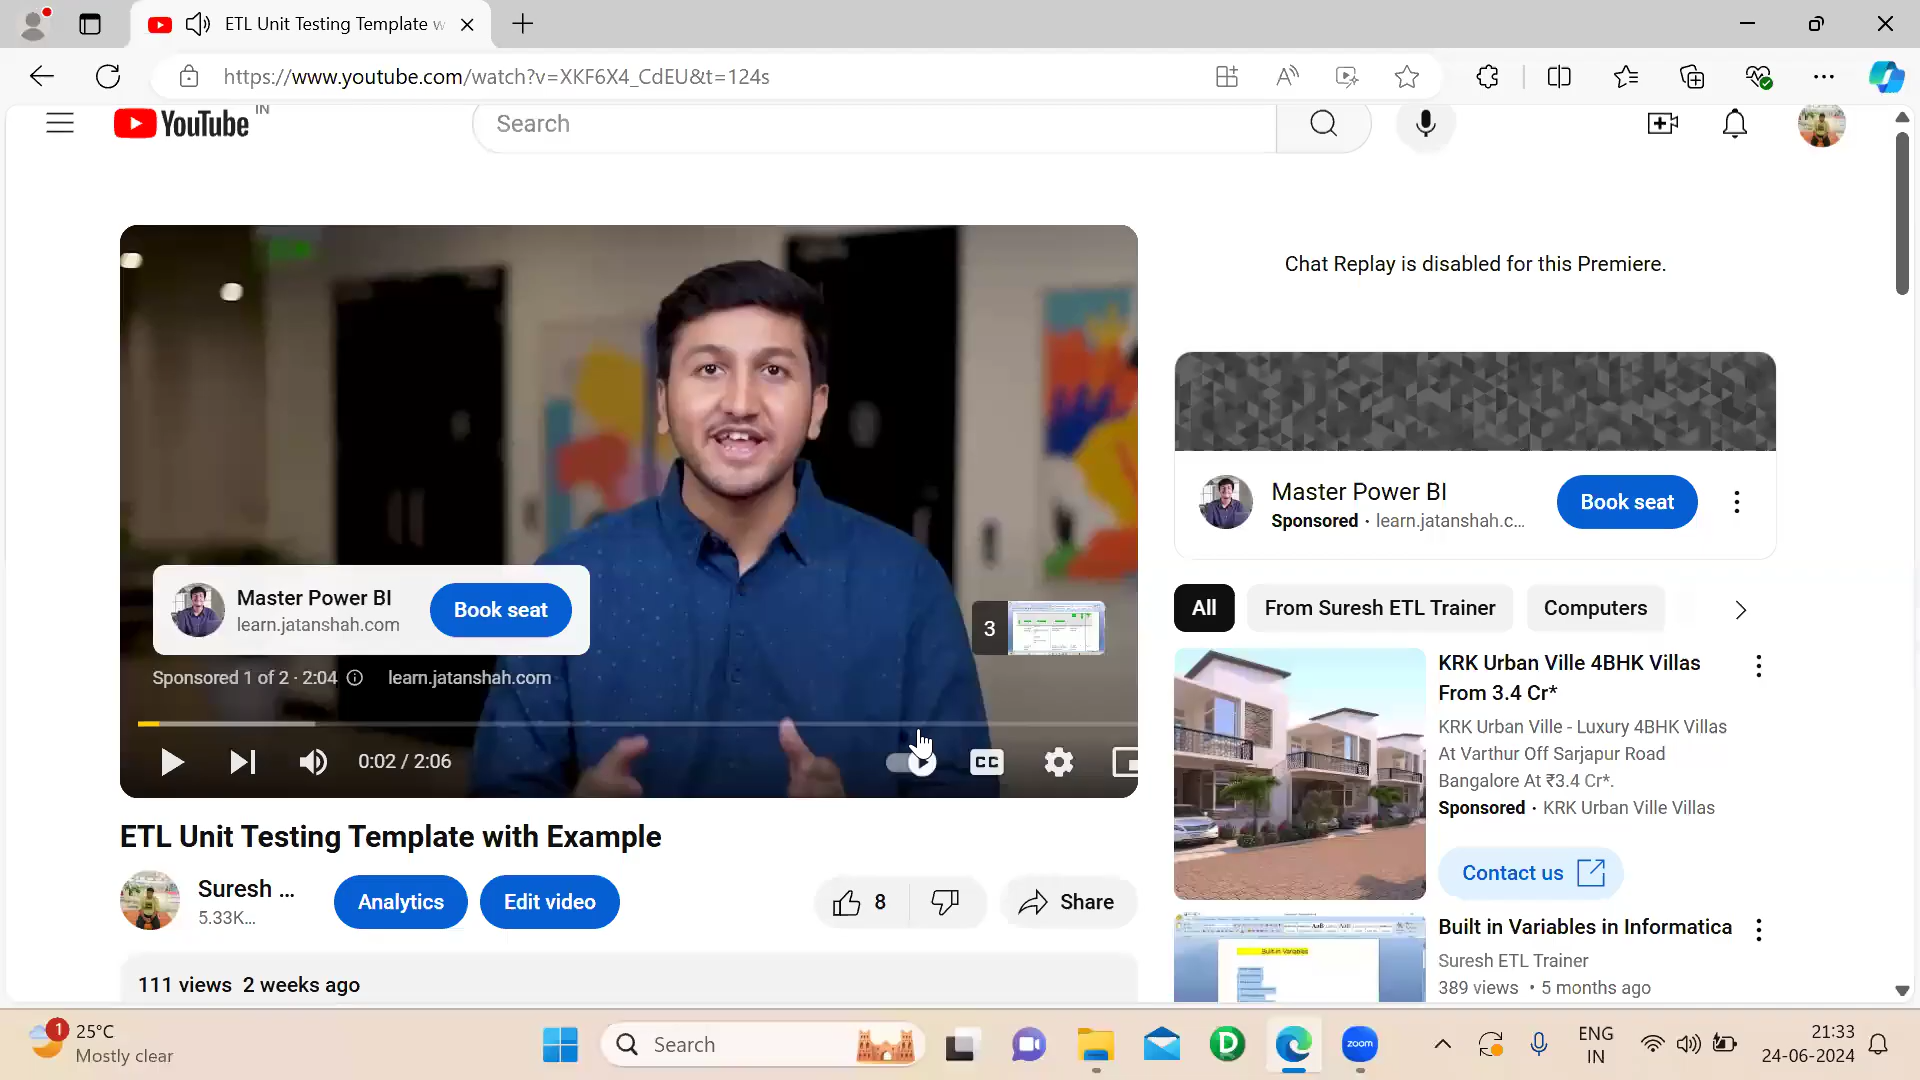 ETL Unit Testing Template w
https://www.youtube.com/watch?v=XKF6X4_CdEU&t=124s
YouTube IN
Search
Chat Replay is disabled for this Premiere.
Master Power BI
Sponsored · learn.jatanshah.c...
Book seat
Master Power BI
learn.jatanshah.com
Book seat
3
Sponsored 1 of 2 · 2:04 learn.jatanshah.com
0:02 / 2:06
CC
All
From Suresh ETL Trainer
Computers
KRK Urban Ville 4BHK Villas
From 3.4 Cr*
KRK Urban Ville - Luxury 4BHK Villas
At Varthur Off Sarjapur Road
Bangalore At ₹3.4 Cr*.
Sponsored · KRK Urban Ville Villas
Contact us
ETL Unit Testing Template with Example
Suresh ...
5.33K...
Analytics
Edit video
8
Share
111 views 2 weeks ago
Built in Variables
Built in Variables in Informatica
Suresh ETL Trainer
389 views • 5 months ago
1
25°C
Mostly clear
Search
zoom
ENG
IN
21:33
24-06-2024